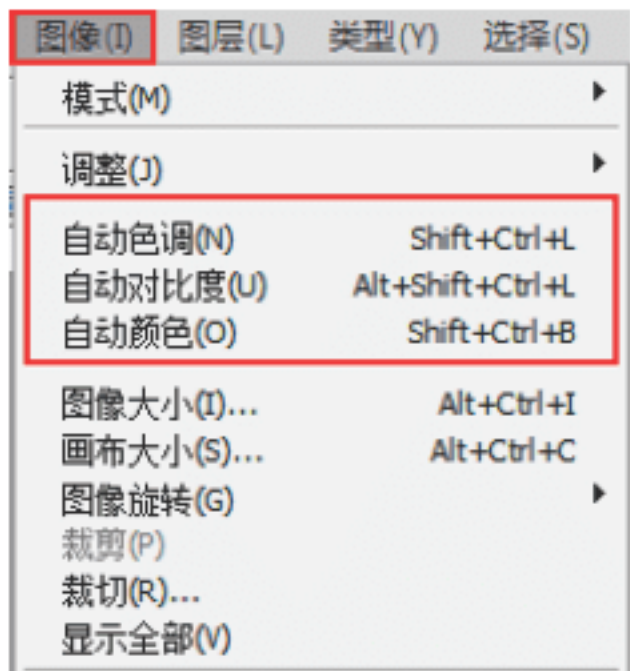 图像(I) 图层(L) 类型(Y) 选择(S)
模式(M)
调整(J)
自动色调(N) Shift+Ctrl+L
自动对比度(U) Alt+Shift+Ctrl+L
自动颜色(O) Shift+Ctrl+B
图像大小(I)... Alt+Ctrl+I
画布大小(S)... Alt+Ctrl+C
图像旋转(G)
裁剪(P)
裁切(R)...
显示全部(V)